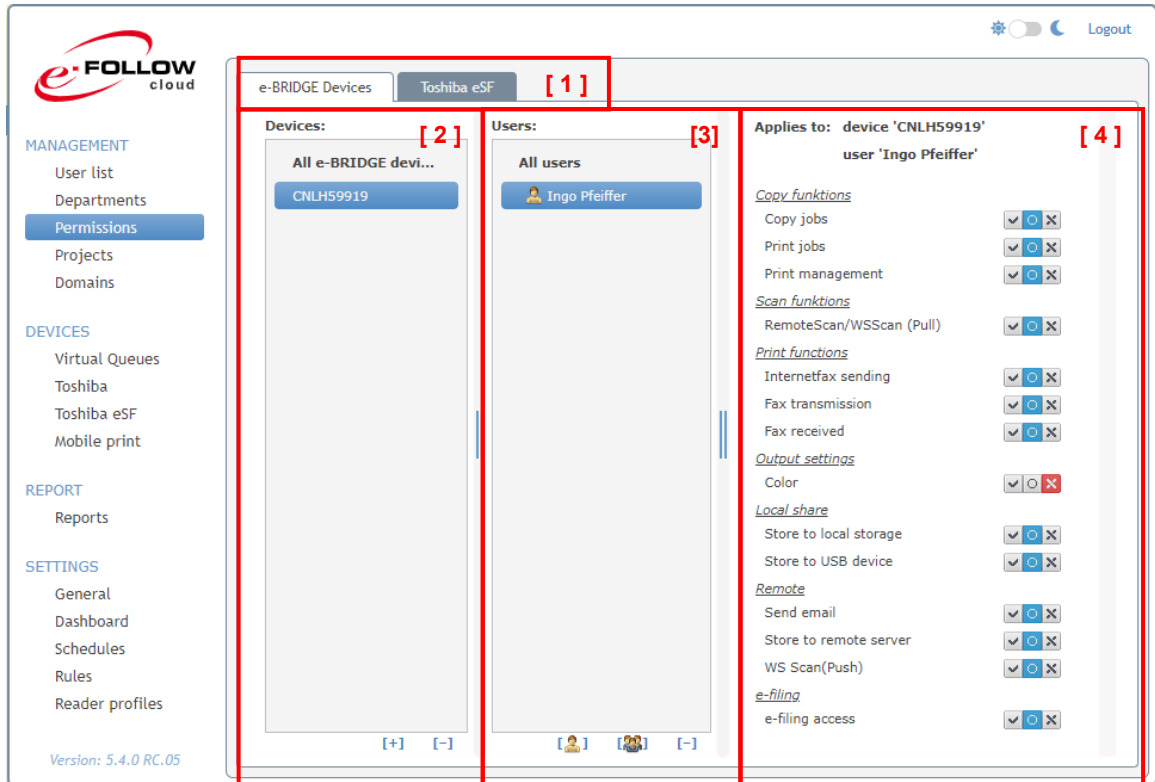 Logout
e-FOLLOW
cloud
e-BRIDGE Devices
Toshiba eSF
[ 1 ]
MANAGEMENT
User list
Departments
Permissions
Projects
Domains
DEVICES
Virtual Queues
Toshiba
Toshiba eSF
Mobile print
REPORT
Reports
SETTINGS
General
Dashboard
Schedules
Rules
Reader profiles
Version: 5.4.0 RC.05
Devices:
[ 2 ]
All e-BRIDGE devi...
CNLH59919
[+] [-]
Users:
[3]
All users
Ingo Pfeiffer
[ ] [ ] [-]
Applies to: device 'CNLH59919'
[ 4 ]
user 'Ingo Pfeiffer'
Copy funktions
Copy jobs
Print jobs
Print management
Scan funktions
RemoteScan/WSScan (Pull)
Print functions
Internetfax sending
Fax transmission
Fax received
Output settings
Color
Local share
Store to local storage
Store to USB device
Remote
Send email
Store to remote server
WS Scan(Push)
e-filing
e-filing access